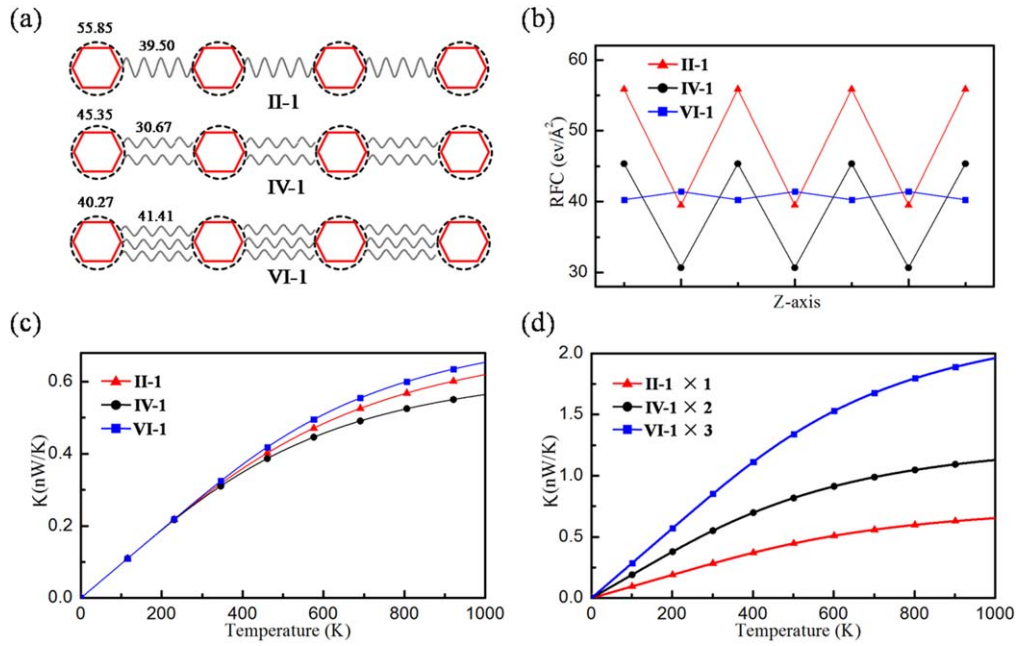 (a)
55.85
39.50
II-1
45.35
30.67
IV-1
40.27
41.41
VI-1
(b)
60
50
40
30
RFC (ev/Å²)
II-1
IV-1
VI-1
Z-axis
(c)
0.6
0.4
0.2
0.0
K(nW/K)
II-1
IV-1
VI-1
0 200 400 600 800 1000
Temperature (K)
(d)
2.0
1.5
1.0
0.5
0.0
K(nW/K)
II-1 × 1
IV-1 × 2
VI-1 × 3
0 200 400 600 800 1000
Temperature (K)